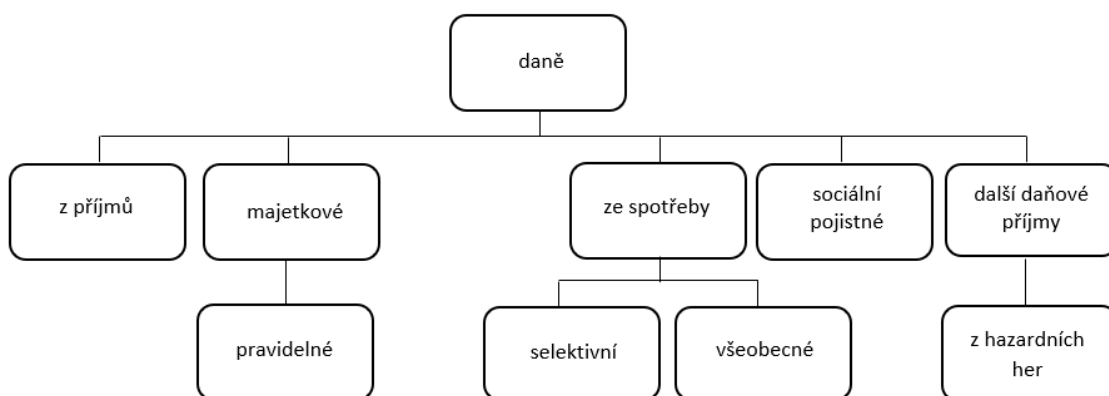 daně
z příjmů
majetkové
ze spotřeby
sociální
pojistné
další daňové
příjmy
pravidelné
selektivní
všeobecné
z hazardních
her